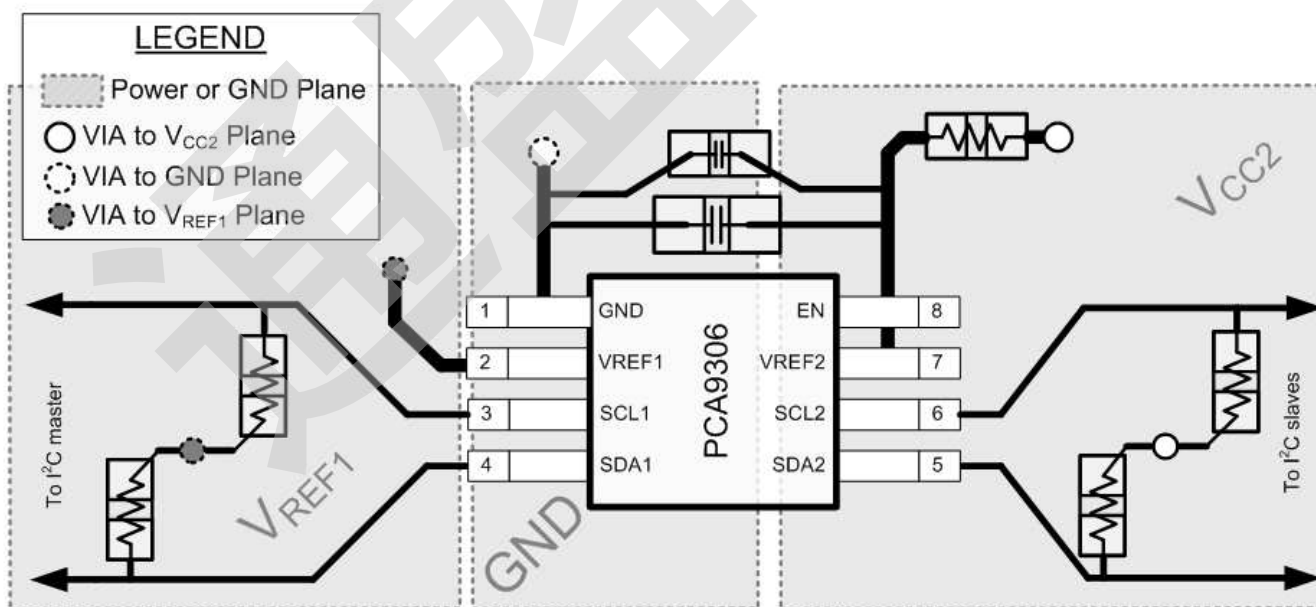 LEGEND
Power or GND Plane
VIA to VCC2 Plane
VIA to GND Plane
VIA to VREF1 Plane
VCC2
1 GND
EN 8
2 VREF1
VREF2 7
3 SCL1
SCL2 6
4 SDA1
SDA2 5
PCA9306
To I²C master
VREF1
GND
To I²C slaves